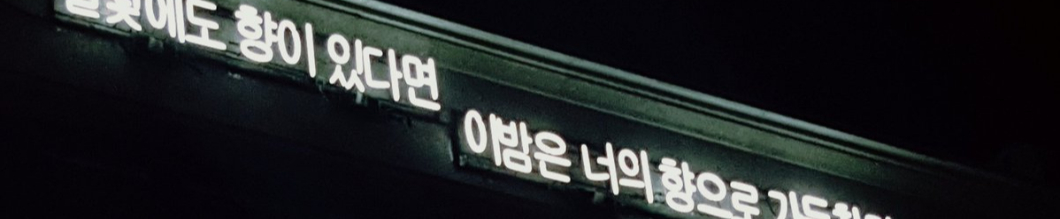 향이 있다면
이밤은 너의 향으로